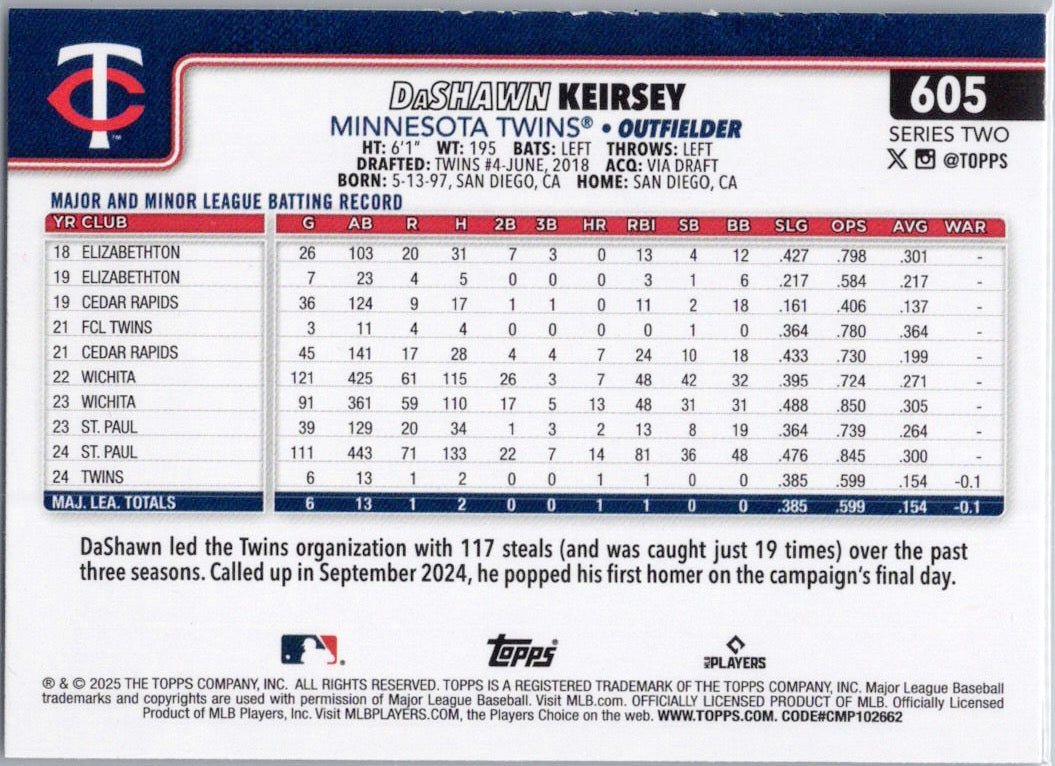 TC
™
605
SERIES TWO
@TOPPS
DASHAWN KEIRSEY
MINNESOTA TWINS® • OUTFIELDER
HT: 6'1" WT: 195 BATS: LEFT THROWS: LEFT
DRAFTED: TWINS #4-JUNE, 2018 ACQ: VIA DRAFT
BORN: 5-13-97, SAN DIEGO, CA HOME: SAN DIEGO, CA
MAJOR AND MINOR LEAGUE BATTING RECORD
YR CLUB G AB R H 2B 3B HR RBI SB BB SLG OPS AVG WAR
18 ELIZABETHTON 26 103 20 31 7 3 0 13 4 12 .427 .798 .301 -
19 ELIZABETHTON 7 23 4 5 0 0 0 3 1 6 .217 .584 .217 -
19 CEDAR RAPIDS 36 124 9 17 1 1 0 11 2 18 .161 .406 .137 -
21 FCL TWINS 3 11 4 4 0 0 0 0 1 0 .364 .780 .364 -
21 CEDAR RAPIDS 45 141 17 28 4 4 7 24 10 18 .433 .730 .199 -
22 WICHITA 121 425 61 115 26 3 7 48 42 32 .395 .724 .271 -
23 WICHITA 91 361 59 110 17 5 13 48 31 31 .488 .850 .305 -
23 ST. PAUL 39 129 20 34 1 3 2 13 8 19 .364 .739 .264 -
24 ST. PAUL 111 443 71 133 22 7 14 81 36 48 .476 .845 .300 -
24 TWINS 6 13 1 2 0 0 1 1 0 0 .385 .599 .154 -0.1
MAJ. LEA. TOTALS 6 13 1 2 0 0 1 1 0 0 .385 .599 .154 -0.1
DaShawn led the Twins organization with 117 steals (and was caught just 19 times) over the past
three seasons. Called up in September 2024, he popped his first homer on the campaign's final day.
Topps®
MLB PLAYERS
® & © 2025 THE TOPPS COMPANY, INC. ALL RIGHTS RESERVED. TOPPS IS A REGISTERED TRADEMARK OF THE TOPPS COMPANY, INC. Major League Baseball
trademarks and copyrights are used with permission of Major League Baseball. Visit MLB.com. OFFICIALLY LICENSED PRODUCT OF MLB. Officially Licensed
Product of MLB Players, Inc. Visit MLBPLAYERS.COM, the Players Choice on the web. WWW.TOPPS.COM. CODE#CMP102662